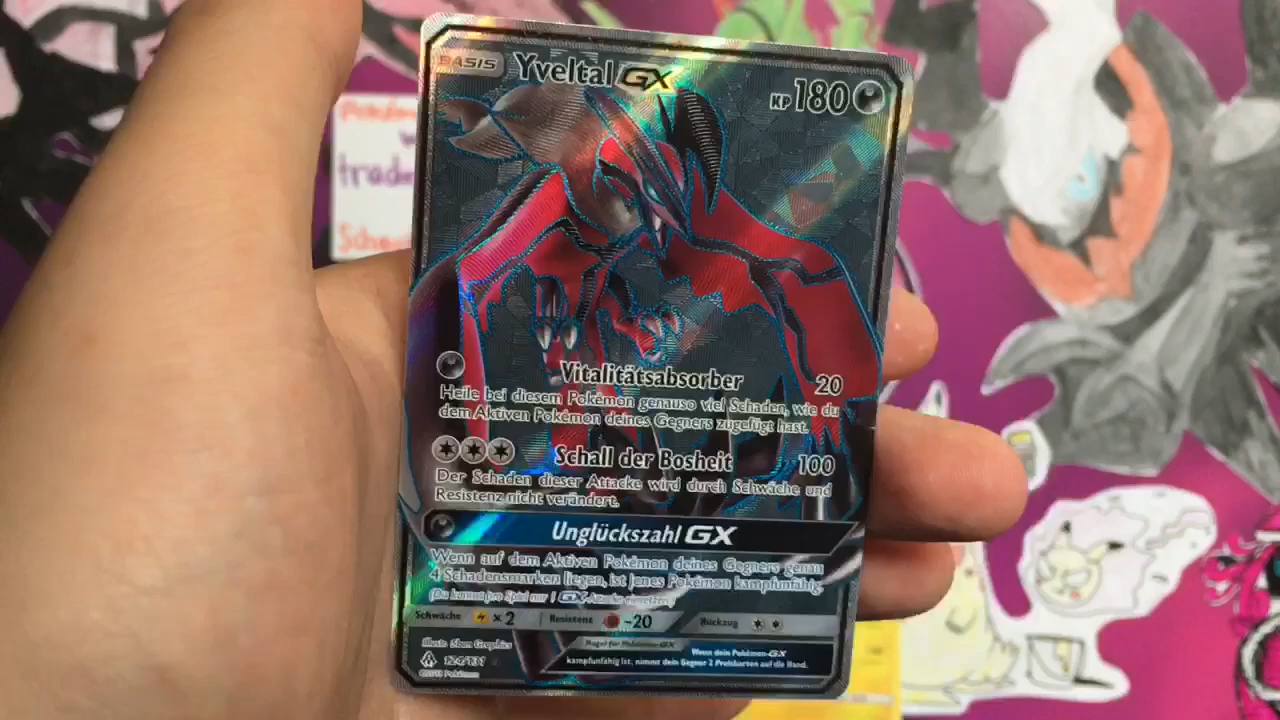 BASIS Yveltal GX KP 180
trade
Vitalitätsabsorber 20
Heile bei diesem Pokémon genauso viel Schaden, wie du
dem Aktiven Pokémon deines Gegners zugefügt hast.
Schall der Bosheit 100
Der Schaden dieser Attacke wird durch Schwäche und
Resistenz nicht verändert.
Unglückszahl GX
Wenn auf dem Aktiven Pokémon deines Gegners genau
4 Schadensmarken liegen, ist jenes Pokémon kampfunfähig.
(Du kannst pro Spiel nur 1 GX-Attacke einsetzen.)
Schwäche ×2 Resistenz -20 Rückzug
Illus. 5ban Graphics
124/131
©2018 Pokémon
Regel für Pokémon-GX Wenn dein Pokémon-GX
kampfunfähig ist, nimmt dein Gegner 2 Preiskarten auf die Hand.